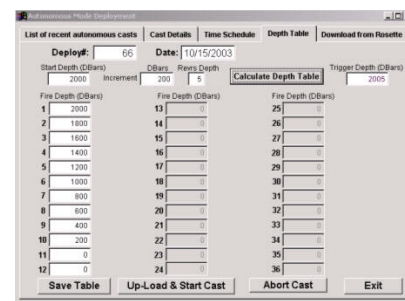 Autonomous Mode Deployment
List of recent autonomous casts Cast Details Time Schedule Depth Table Download from Rosette
Deploy#: 66 Date: 10/15/2003
Start Depth (DBars) DBars Revrs Depth Trigger Depth (DBars)
2000 Increment 200 5 Calculate Depth Table 2005
Fire Depth (DBars) Fire Depth (DBars) Fire Depth (DBars)
1 2000 13 0 25 0
2 1800 14 0 26 0
3 1600 15 0 27 0
4 1400 16 0 28 0
5 1200 17 0 29 0
6 1000 18 0 30 0
7 800 19 0 31 0
8 600 20 0 32 0
9 400 21 0 33 0
10 200 22 0 34 0
11 0 23 0 35 0
12 0 24 0 36 0
Save Table Up-Load & Start Cast Abort Cast Exit